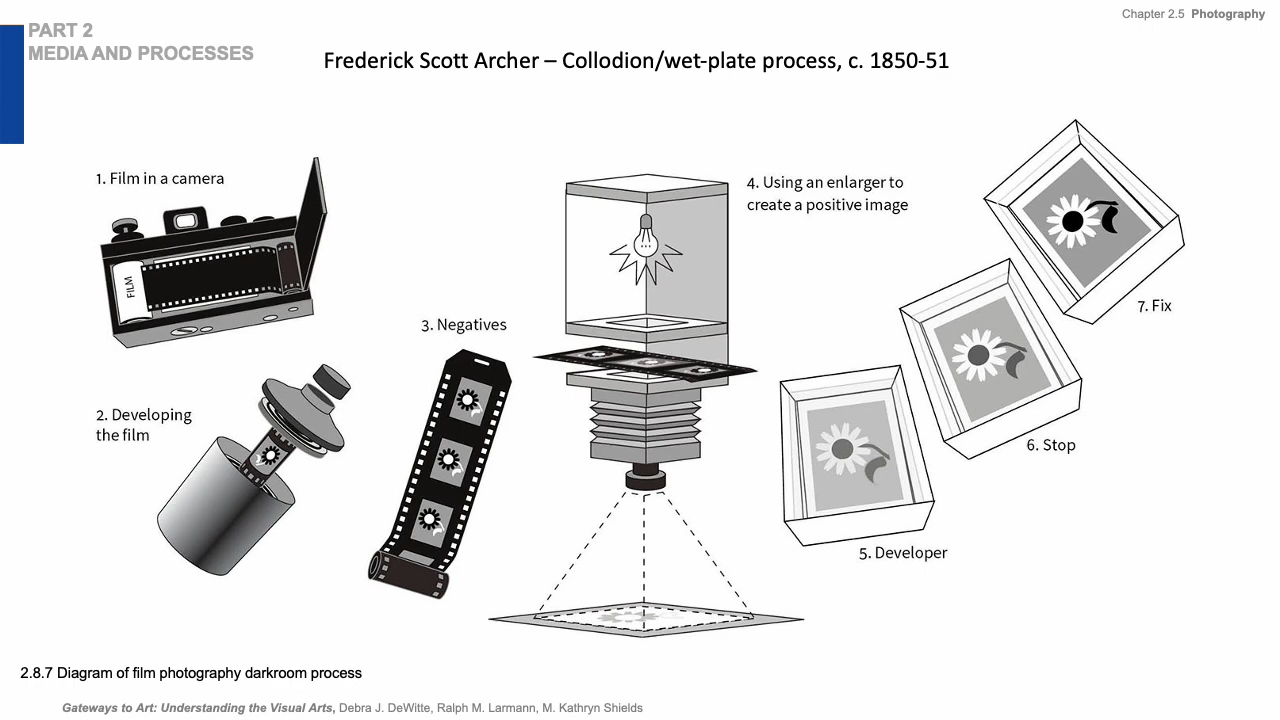 Chapter 2.5 Photography
PART 2
MEDIA AND PROCESSES
Frederick Scott Archer – Collodion/wet-plate process, c. 1850-51
1. Film in a camera
FILM
2. Developing
the film
3. Negatives
4. Using an enlarger to
create a positive image
5. Developer
6. Stop
7. Fix
2.8.7 Diagram of film photography darkroom process
Gateways to Art: Understanding the Visual Arts, Debra J. DeWitte, Ralph M. Larmann, M. Kathryn Shields